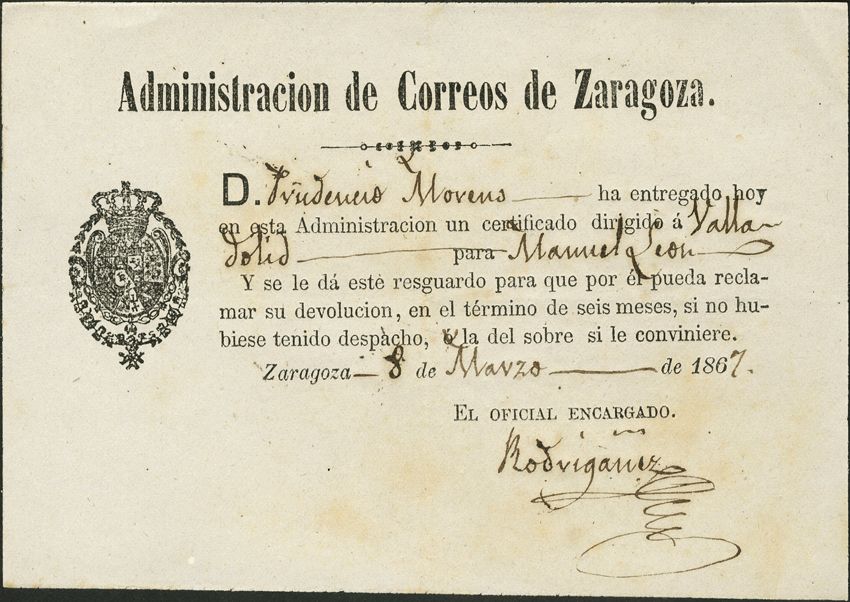 Administracion de Correos de Zaragoza.
D. Prudencio Moreno ha entregado hoy
en esta Administracion un certificado dirigido á Valla-
dolid para Manuel Leon
Y se le dá este resguardo para que por él pueda recla-
mar su devolucion, en el término de seis meses, si no hu-
biese tenido despacho, ó la del sobre si le conviniere.
Zaragoza 8 de Marzo de 1867.
EL OFICIAL ENCARGADO.
Rodrigañez